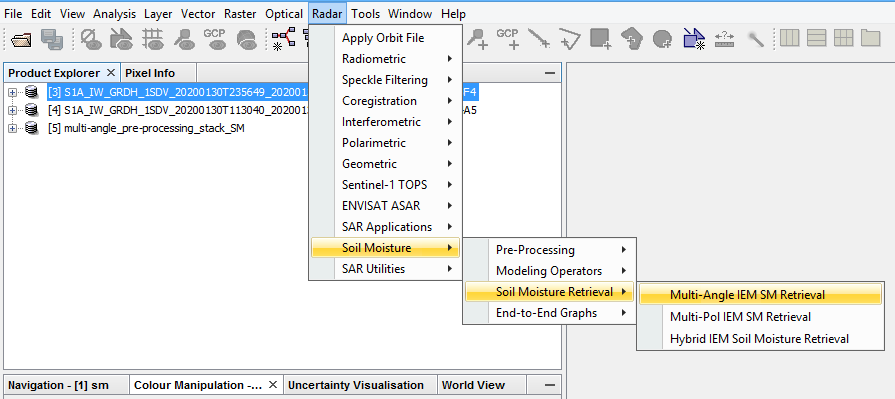 File Edit View Analysis Layer Vector Raster Optical Radar Tools Window Help
GCP GCP
Apply Orbit File
Radiometric
Speckle Filtering
Coregistration
Interferometric
Polarimetric
Geometric
Sentinel-1 TOPS
ENVISAT ASAR
SAR Applications
Soil Moisture
SAR Utilities
Product Explorer Pixel Info
[3] S1A_IW_GRDH_1SDV_20200130T235649_202001 F4
[4] S1A_IW_GRDH_1SDV_20200130T113040_202001 A5
[5] multi-angle_pre-processing_stack_SM
Pre-Processing
Modeling Operators
Soil Moisture Retrieval
End-to-End Graphs
Multi-Angle IEM SM Retrieval
Multi-Pol IEM SM Retrieval
Hybrid IEM Soil Moisture Retrieval
Navigation - [1] sm Colour Manipulation -... Uncertainty Visualisation World View